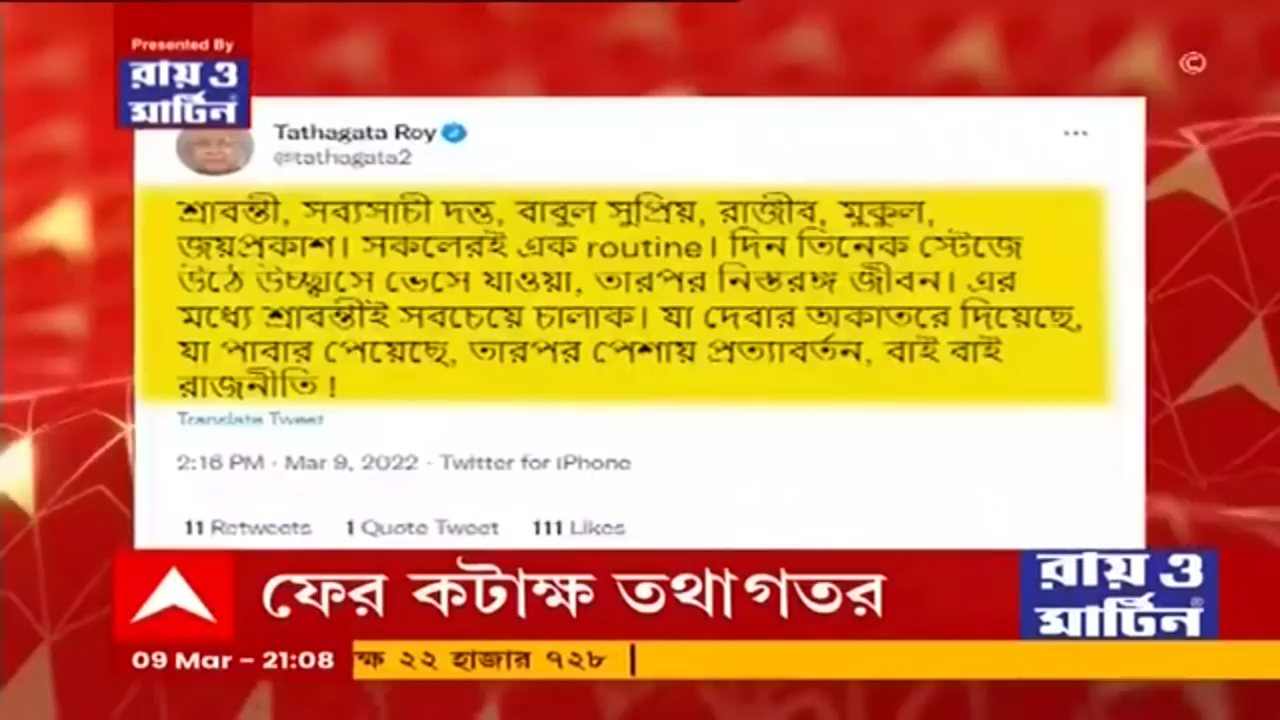 Presented By
রায় ও
মার্টিন
©
Tathagata Roy
@tathagata2
শ্রাবন্তী, সব্যসাচী দত্ত, বাবুল সুপ্রিয়, রাজীব, মুকুল,
জয়প্রকাশ। সকলেরই এক routine। দিন তিনেক স্টেজে
উঠে উচ্ছ্বাসে ভেসে যাওয়া, তারপর নিস্তরঙ্গ জীবন। এর
মধ্যে শ্রাবন্তীই সবচেয়ে চালাক। যা দেবার অকাতরে দিয়েছে,
যা পাবার পেয়েছে, তারপর পেশায় প্রত্যাবর্তন, বাই বাই
রাজনীতি !
Translate Tweet
2:16 PM · Mar 9, 2022 · Twitter for iPhone
11 Retweets 1 Quote Tweet 111 Likes
ফের কটাক্ষ তথাগতর
রায় ও
মার্টিন®
09 Mar – 21:08
ক্ষ ২২ হাজার ৭২৮